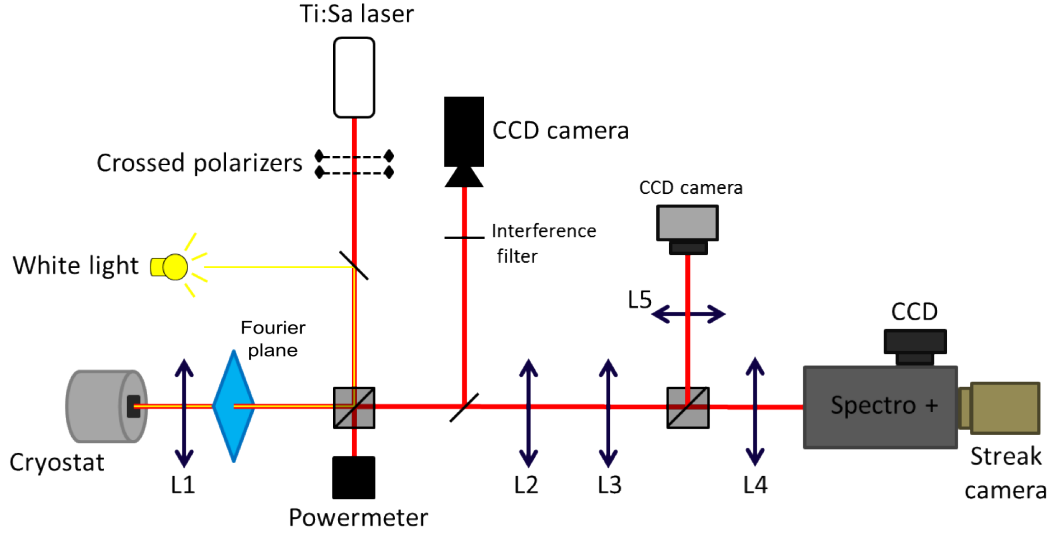 Ti:Sa laser
CCD camera
Crossed polarizers
CCD camera
Interference
filter
White light
L5
CCD
Fourier
plane
Spectro +
Cryostat
L1
L2
L3
L4
Streak
camera
Powermeter